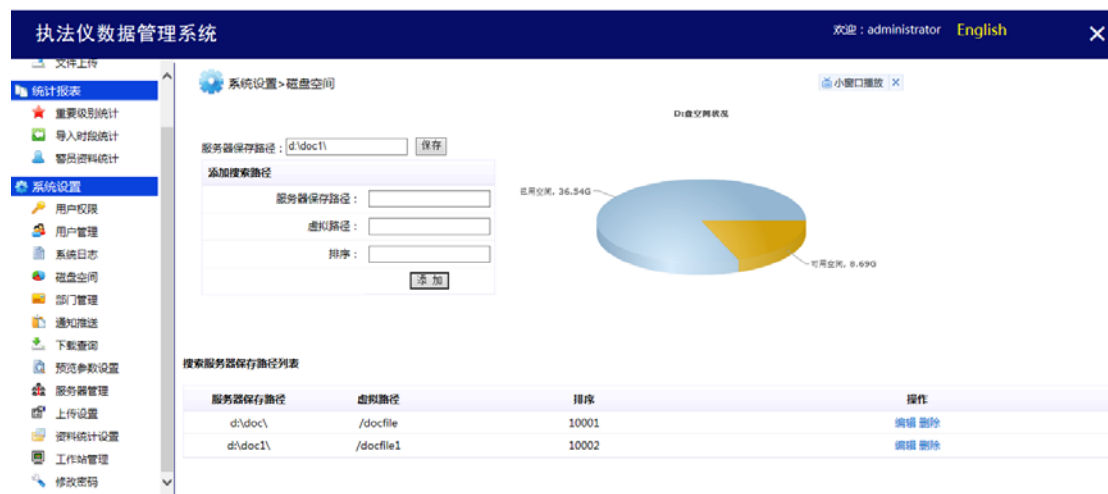 执法仪数据管理系统
欢迎：administrator English
文件上传
统计报表
重要级别统计
导入时段统计
警员资料统计
系统设置
用户权限
用户管理
系统日志
磁盘空间
部门管理
通知推送
下载查询
预览参数设置
服务器管理
上传设置
资料统计设置
工作站管理
修改密码
系统设置>磁盘空间
小窗口播放 ×
D:盘空间状况
服务器保存路径：d:\doc1\ 保存
添加搜索路径
服务器保存路径：
虚拟路径：
排序：
添 加
已用空间, 36.54G
可用空间, 8.69G
搜索服务器保存路径列表
服务器保存路径 虚拟路径 排序 操作
d:\doc\ /docfile 10001 编辑 删除
d:\doc1\ /docfile1 10002 编辑 删除